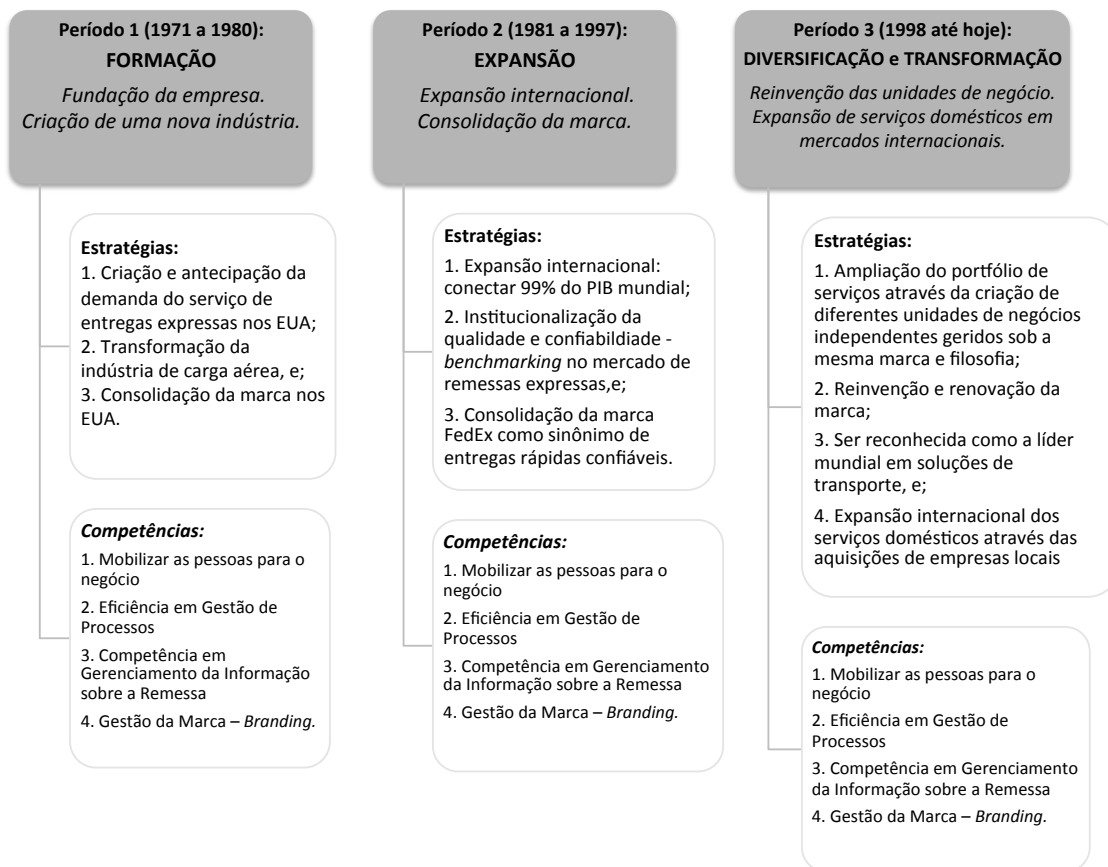 Período 1 (1971 a 1980):
FORMAÇÃO
Fundação da empresa.
Criação de uma nova indústria.
Estratégias:
1. Criação e antecipação da
demanda do serviço de
entregas expressas nos EUA;
2. Transformação da
indústria de carga aérea, e;
3. Consolidação da marca nos
EUA.
Competências:
1. Mobilizar as pessoas para o
negócio
2. Eficiência em Gestão de
Processos
3. Competência em
Gerenciamento da Informação
sobre a Remessa
4. Gestão da Marca – Branding.
Período 2 (1981 a 1997):
EXPANSÃO
Expansão internacional.
Consolidação da marca.
Estratégias:
1. Expansão internacional:
conectar 99% do PIB mundial;
2. Institucionalização da
qualidade e confiabildiade -
benchmarking no mercado de
remessas expressas,e;
3. Consolidação da marca
FedEx como sinônimo de
entregas rápidas confiáveis.
Competências:
1. Mobilizar as pessoas para o
negócio
2. Eficiência em Gestão de
Processos
3. Competência em Gerenciamento
da Informação sobre a Remessa
4. Gestão da Marca – Branding.
Período 3 (1998 até hoje):
DIVERSIFICAÇÃO e TRANSFORMAÇÃO
Reinvenção das unidades de negócio.
Expansão de serviços domésticos em
mercados internacionais.
Estratégias:
1. Ampliação do portfólio de
serviços através da criação de
diferentes unidades de negócios
independentes geridos sob a
mesma marca e filosofia;
2. Reinvenção e renovação da
marca;
3. Ser reconhecida como a líder
mundial em soluções de
transporte, e;
4. Expansão internacional dos
serviços domésticos através das
aquisições de empresas locais
Competências:
1. Mobilizar as pessoas para o
negócio
2. Eficiência em Gestão de
Processos
3. Competência em Gerenciamento
da Informação sobre a Remessa
4. Gestão da Marca – Branding.